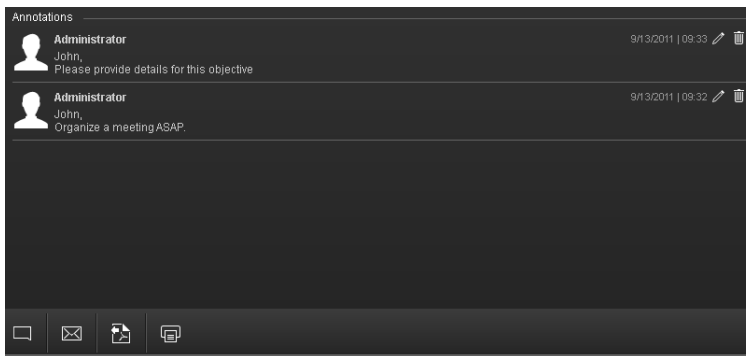 Annotations
Administrator 9/13/2011 | 09:33
John,
Please provide details for this objective
Administrator 9/13/2011 | 09:32
John,
Organize a meeting ASAP.